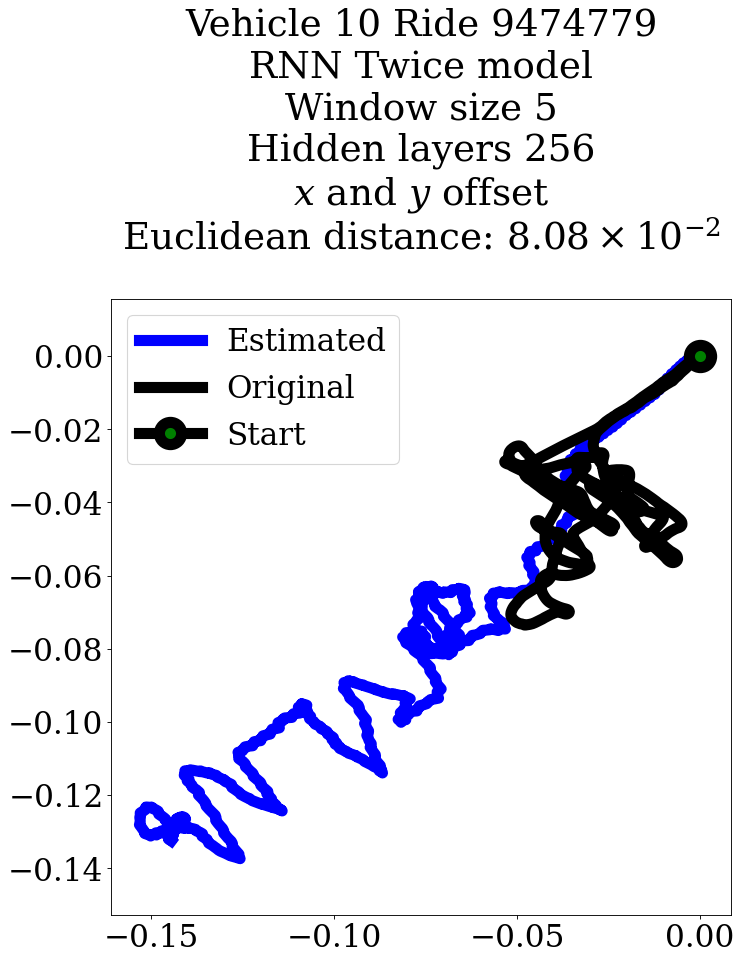 Vehicle 10 Ride 9474779
RNN Twice model
Window size 5
Hidden layers 256
x and y offset
Euclidean distance: 8.08 × 10⁻²
Estimated
Original
Start
0.00
−0.02
−0.04
−0.06
−0.08
−0.10
−0.12
−0.14
−0.15 −0.10 −0.05 0.00